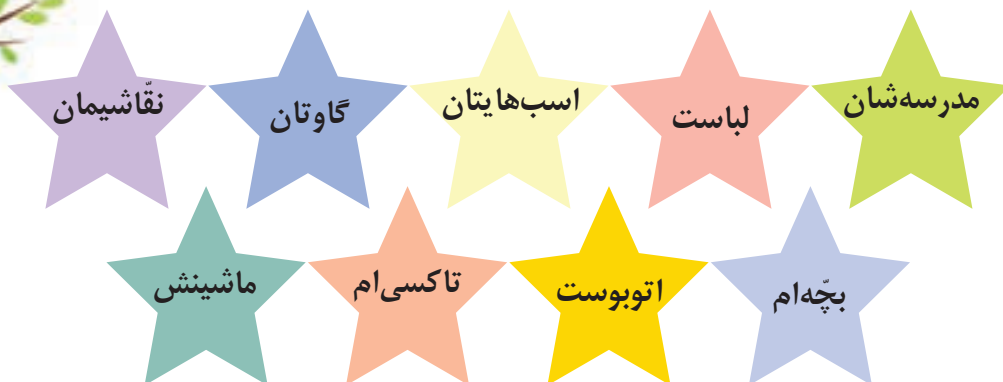 مدرسه‌شان لباست اسب‌هایتان گاوتان نقّاشیمان
بچّه‌ام اتوبوست تاکسی‌ام ماشینش